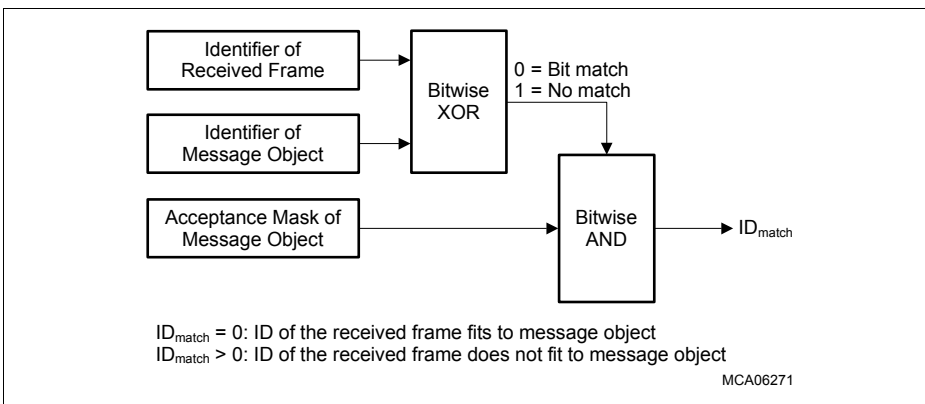 Identifier of
Received Frame
Identifier of
Message Object
Acceptance Mask of
Message Object
Bitwise
XOR
0 = Bit match
1 = No match
Bitwise
AND
IDmatch
IDmatch = 0: ID of the received frame fits to message object
IDmatch > 0: ID of the received frame does not fit to message object
MCA06271